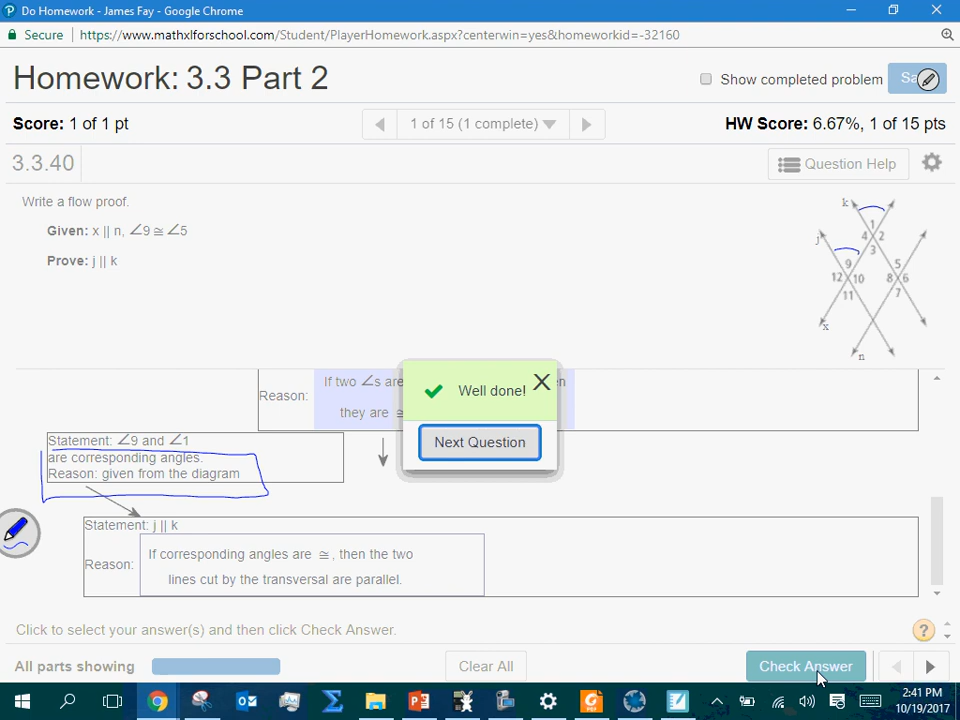 Do Homework - James Fay - Google Chrome
Secure https://www.mathxlforschool.com/Student/PlayerHomework.aspx?centerwin=yes&homeworkid=-32160
Homework: 3.3 Part 2
Show completed problem
Score: 1 of 1 pt
1 of 15 (1 complete)
HW Score: 6.67%, 1 of 15 pts
3.3.40
Question Help
Write a flow proof.
Given: x || n, ∠9 ≅ ∠5
Prove: j || k
k
1
4 2
3
j
9 5
12 10 8 6
11 7
x
n
Reason: If two ∠s are
they are ≅
Well done!
Next Question
Statement: ∠9 and ∠1
are corresponding angles.
Reason: given from the diagram
Statement: j || k
Reason: If corresponding angles are ≅, then the two
lines cut by the transversal are parallel.
Click to select your answer(s) and then click Check Answer.
?
All parts showing
Clear All
Check Answer
2:41 PM
10/19/2017